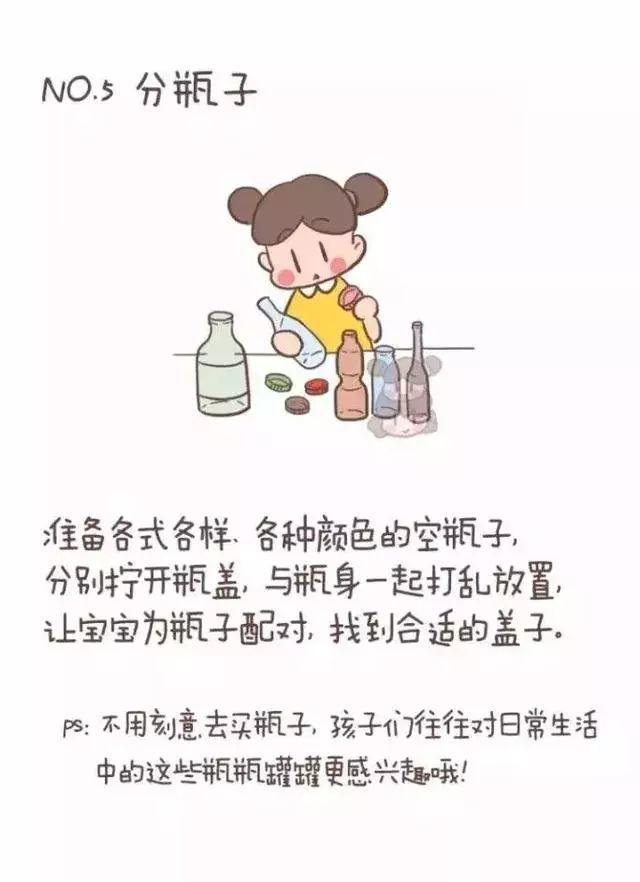 NO.5 分瓶子
准备各式各样、各种颜色的空瓶子,
分别拧开瓶盖,与瓶身一起打乱放置,
让宝宝为瓶子配对,找到合适的盖子。
PS: 不用刻意去买瓶子,孩子们往往对日常生活
中的这些瓶瓶罐罐更感兴趣哦!